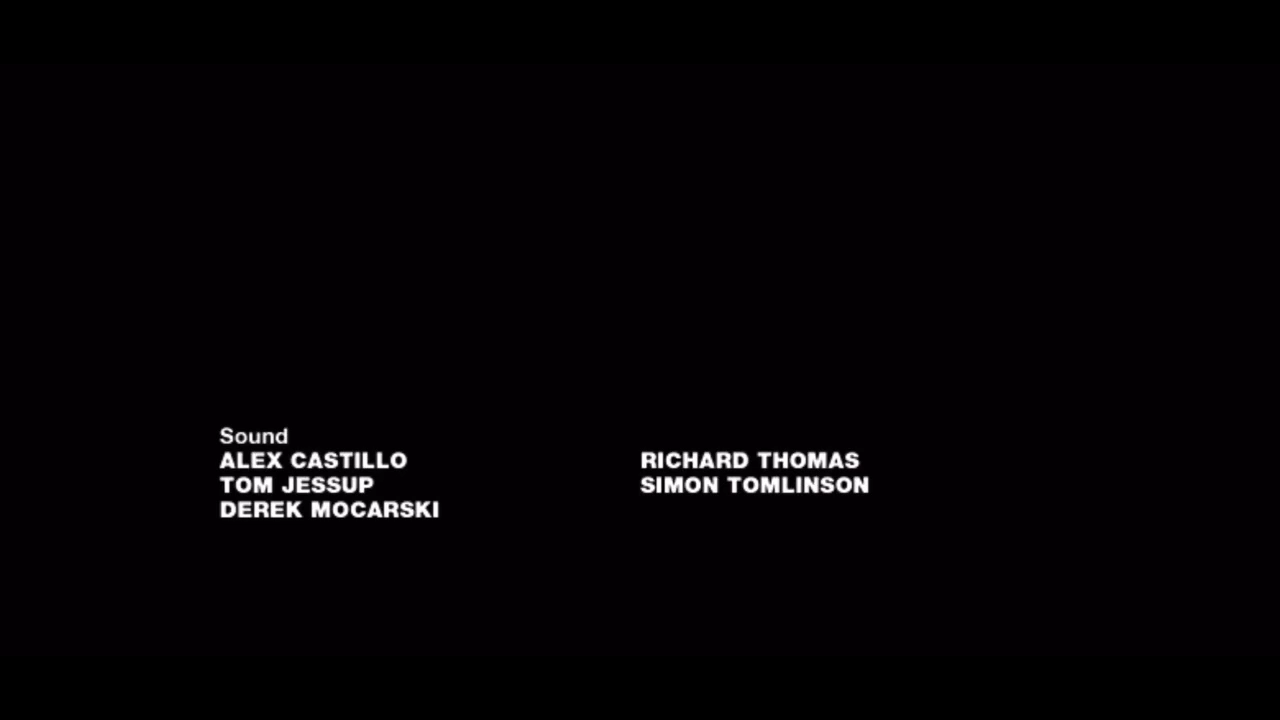 Sound
ALEX CASTILLO
TOM JESSUP
DEREK MOCARSKI
RICHARD THOMAS
SIMON TOMLINSON